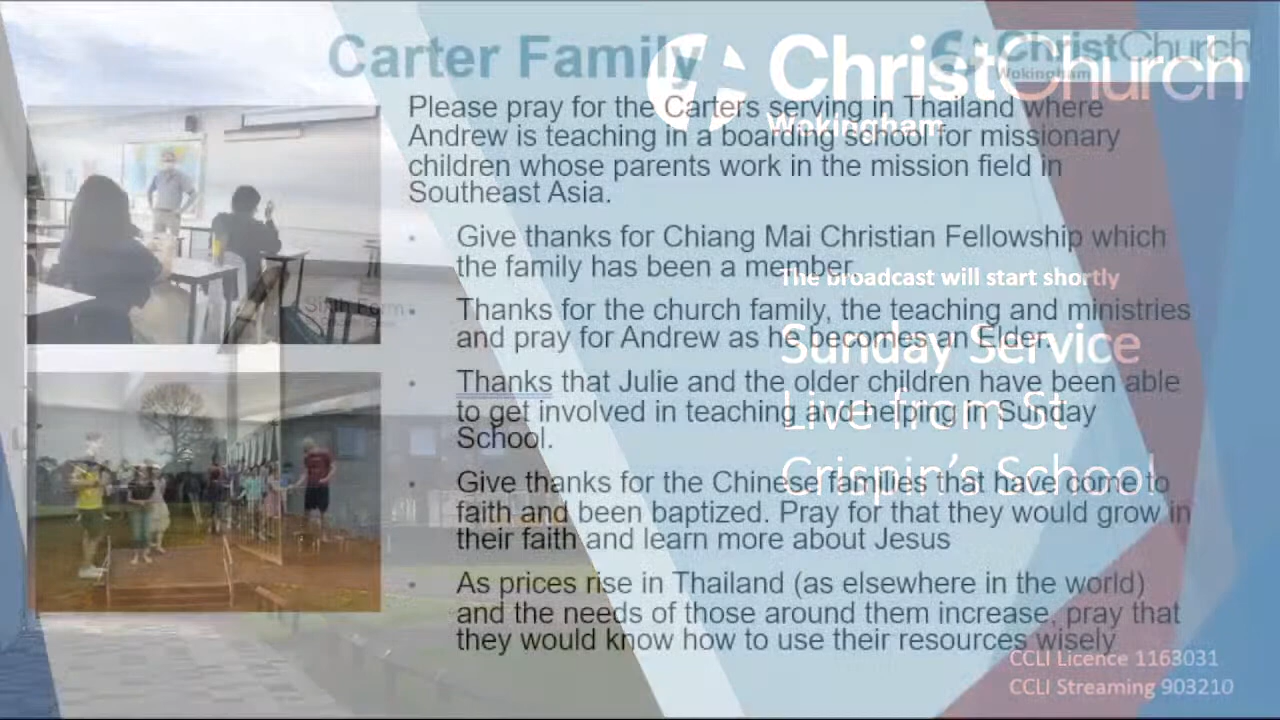 Carter Family
ChristChurch
Wokingham
ChristChurch
Wokingham
Please pray for the Carters serving in Thailand where
Andrew is teaching in a boarding school for missionary
children whose parents work in the mission field in
Southeast Asia.
Give thanks for Chiang Mai Christian Fellowship which
the family has been a member.
The broadcast will start shortly
Thanks for the church family, the teaching and ministries
and pray for Andrew as he becomes an Elder.
Sixth Form
Sunday Service
Thanks that Julie and the older children have been able
to get involved in teaching and helping in Sunday
School.
Live from St
Crispin's School
Give thanks for the Chinese families that have come to
faith and been baptized. Pray for that they would grow in
their faith and learn more about Jesus
As prices rise in Thailand (as elsewhere in the world)
and the needs of those around them increase, pray that
they would know how to use their resources wisely
CCLI Licence 1163031
CCLI Streaming 903210